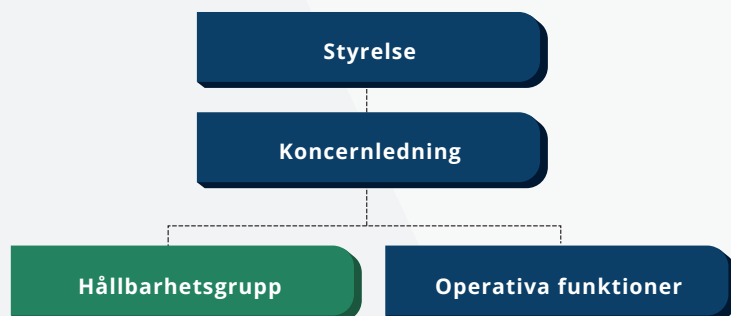 Styrelse
Koncernledning
Hållbarhetsgrupp
Operativa funktioner